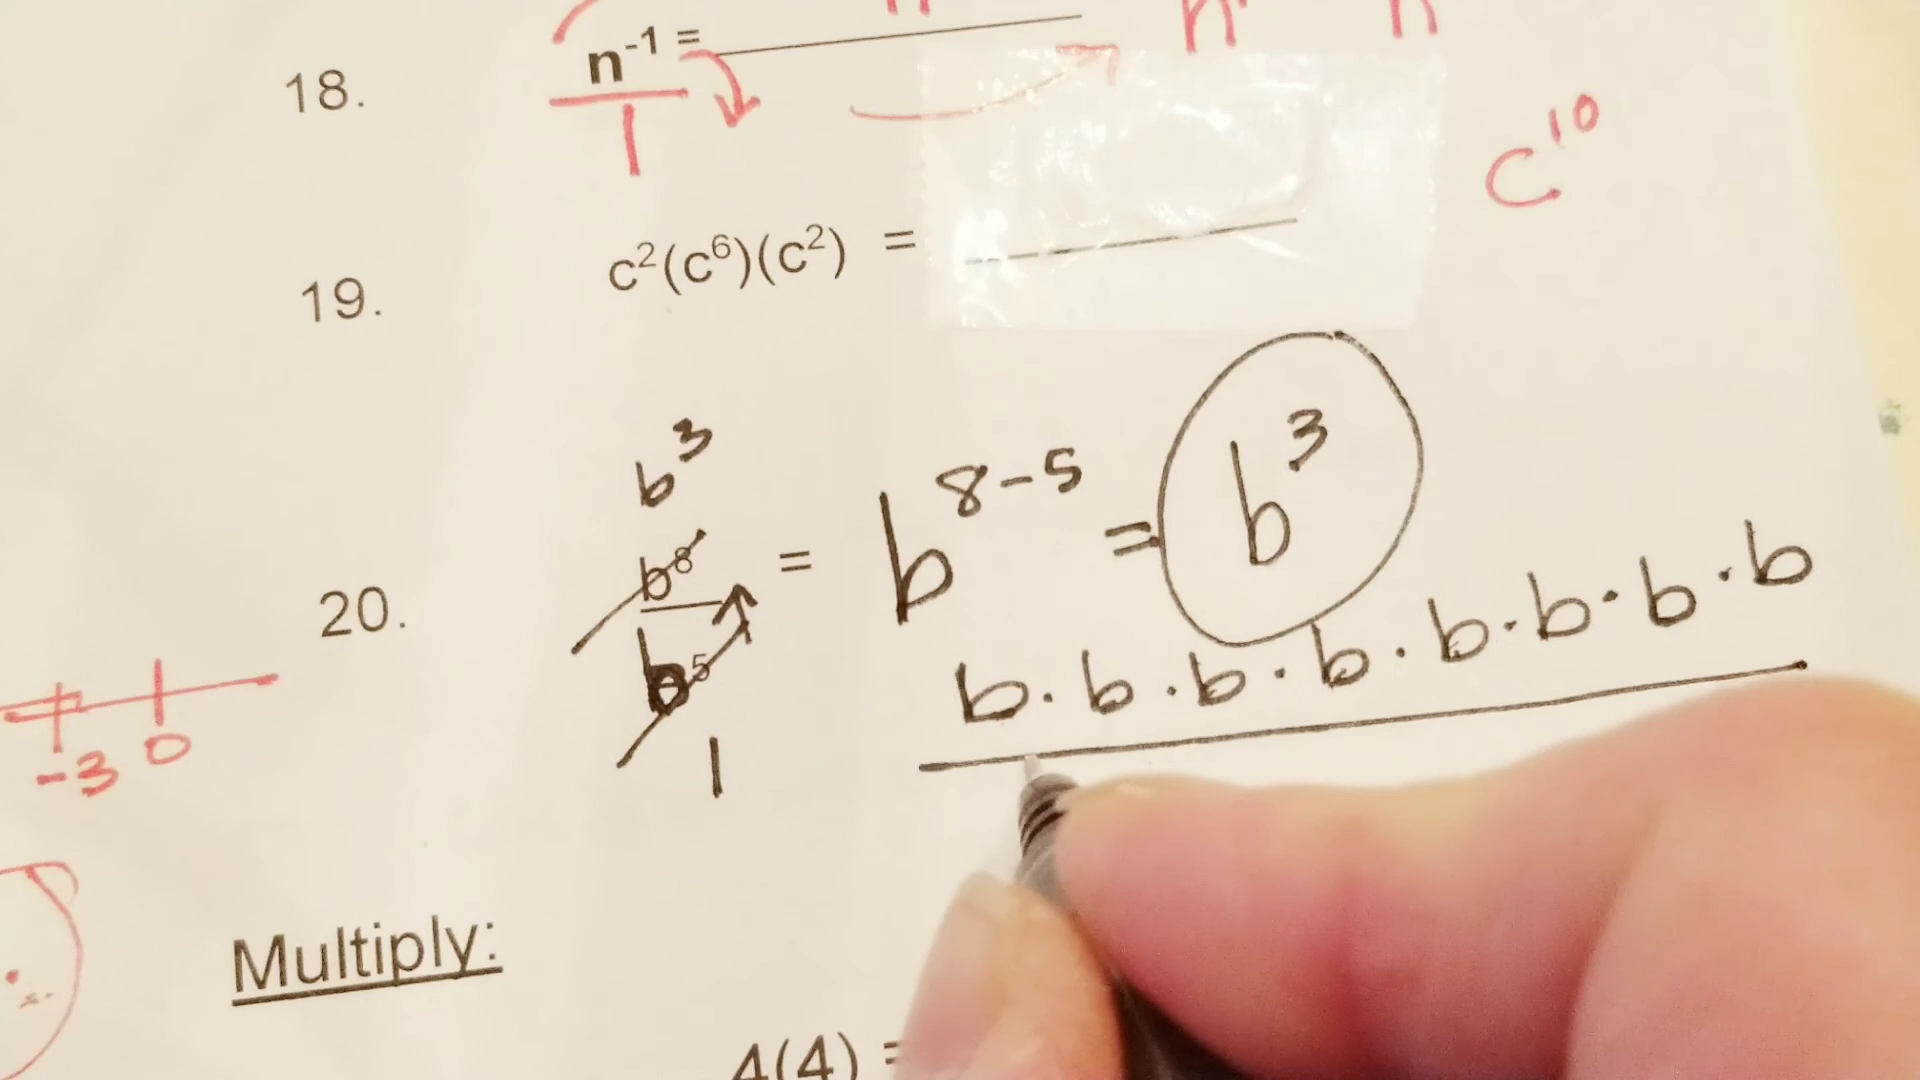 n n¹ n
18. n⁻¹ =
1
c¹⁰
19. c²(c⁶)(c²) =
b³
20. b⁸ = b⁸⁻⁵ = b³
b⁵
b·b·b·b·b·b·b·b
1
-3 0
Multiply:
4(4) =